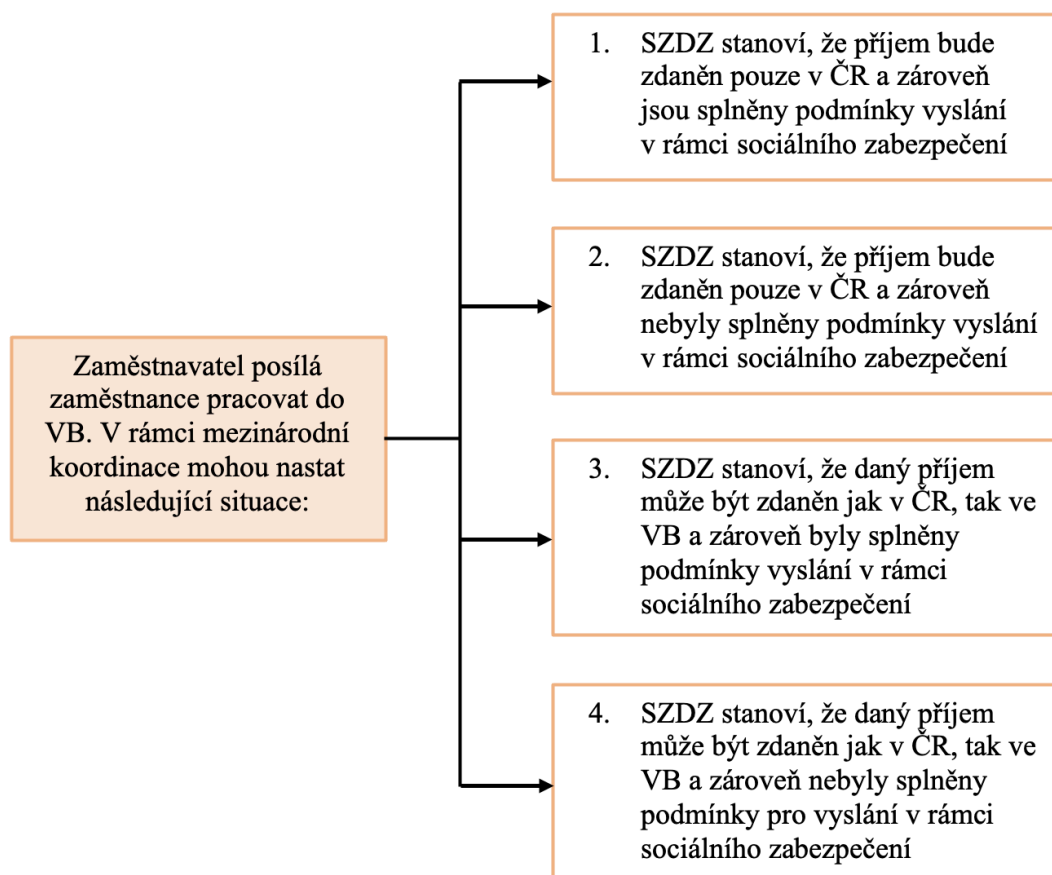 Zaměstnavatel posílá
zaměstnance pracovat do
VB. V rámci mezinárodní
koordinace mohou nastat
následující situace:
1. SZDZ stanoví, že příjem bude
zdaněn pouze v ČR a zároveň
jsou splněny podmínky vyslání
v rámci sociálního zabezpečení
2. SZDZ stanoví, že příjem bude
zdaněn pouze v ČR a zároveň
nebyly splněny podmínky vyslání
v rámci sociálního zabezpečení
3. SZDZ stanoví, že daný příjem
může být zdaněn jak v ČR, tak ve
VB a zároveň byly splněny
podmínky vyslání v rámci
sociálního zabezpečení
4. SZDZ stanoví, že daný příjem
může být zdaněn jak v ČR, tak ve
VB a zároveň nebyly splněny
podmínky pro vyslání v rámci
sociálního zabezpečení